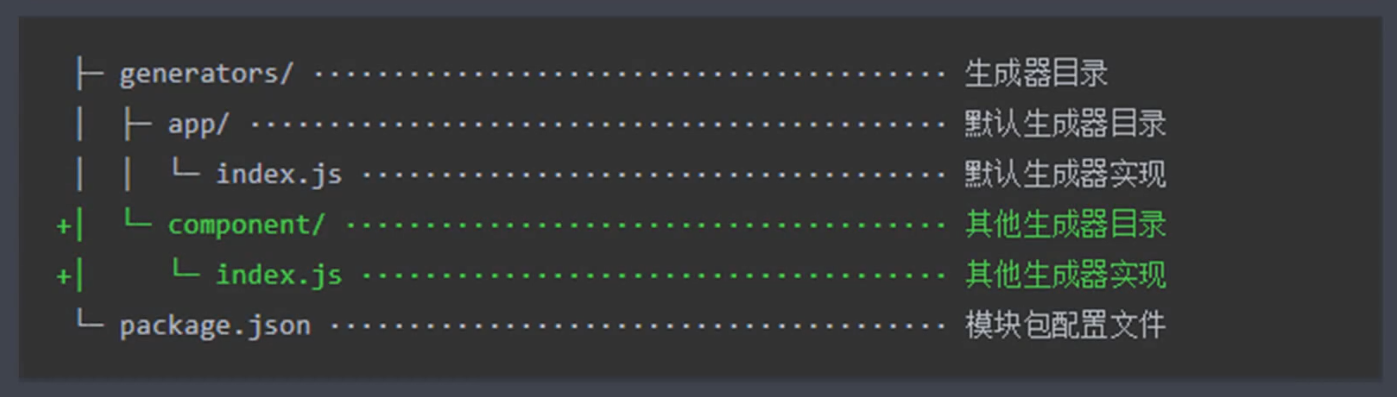 ├─ generators/ ········································ 生成器目录
│  ├─ app/ ············································ 默认生成器目录
│  │  └─ index.js ····································· 默认生成器实现
+│  └─ component/ ······································ 其他生成器目录
+│     └─ index.js ····································· 其他生成器实现
└─ package.json ······································· 模块包配置文件